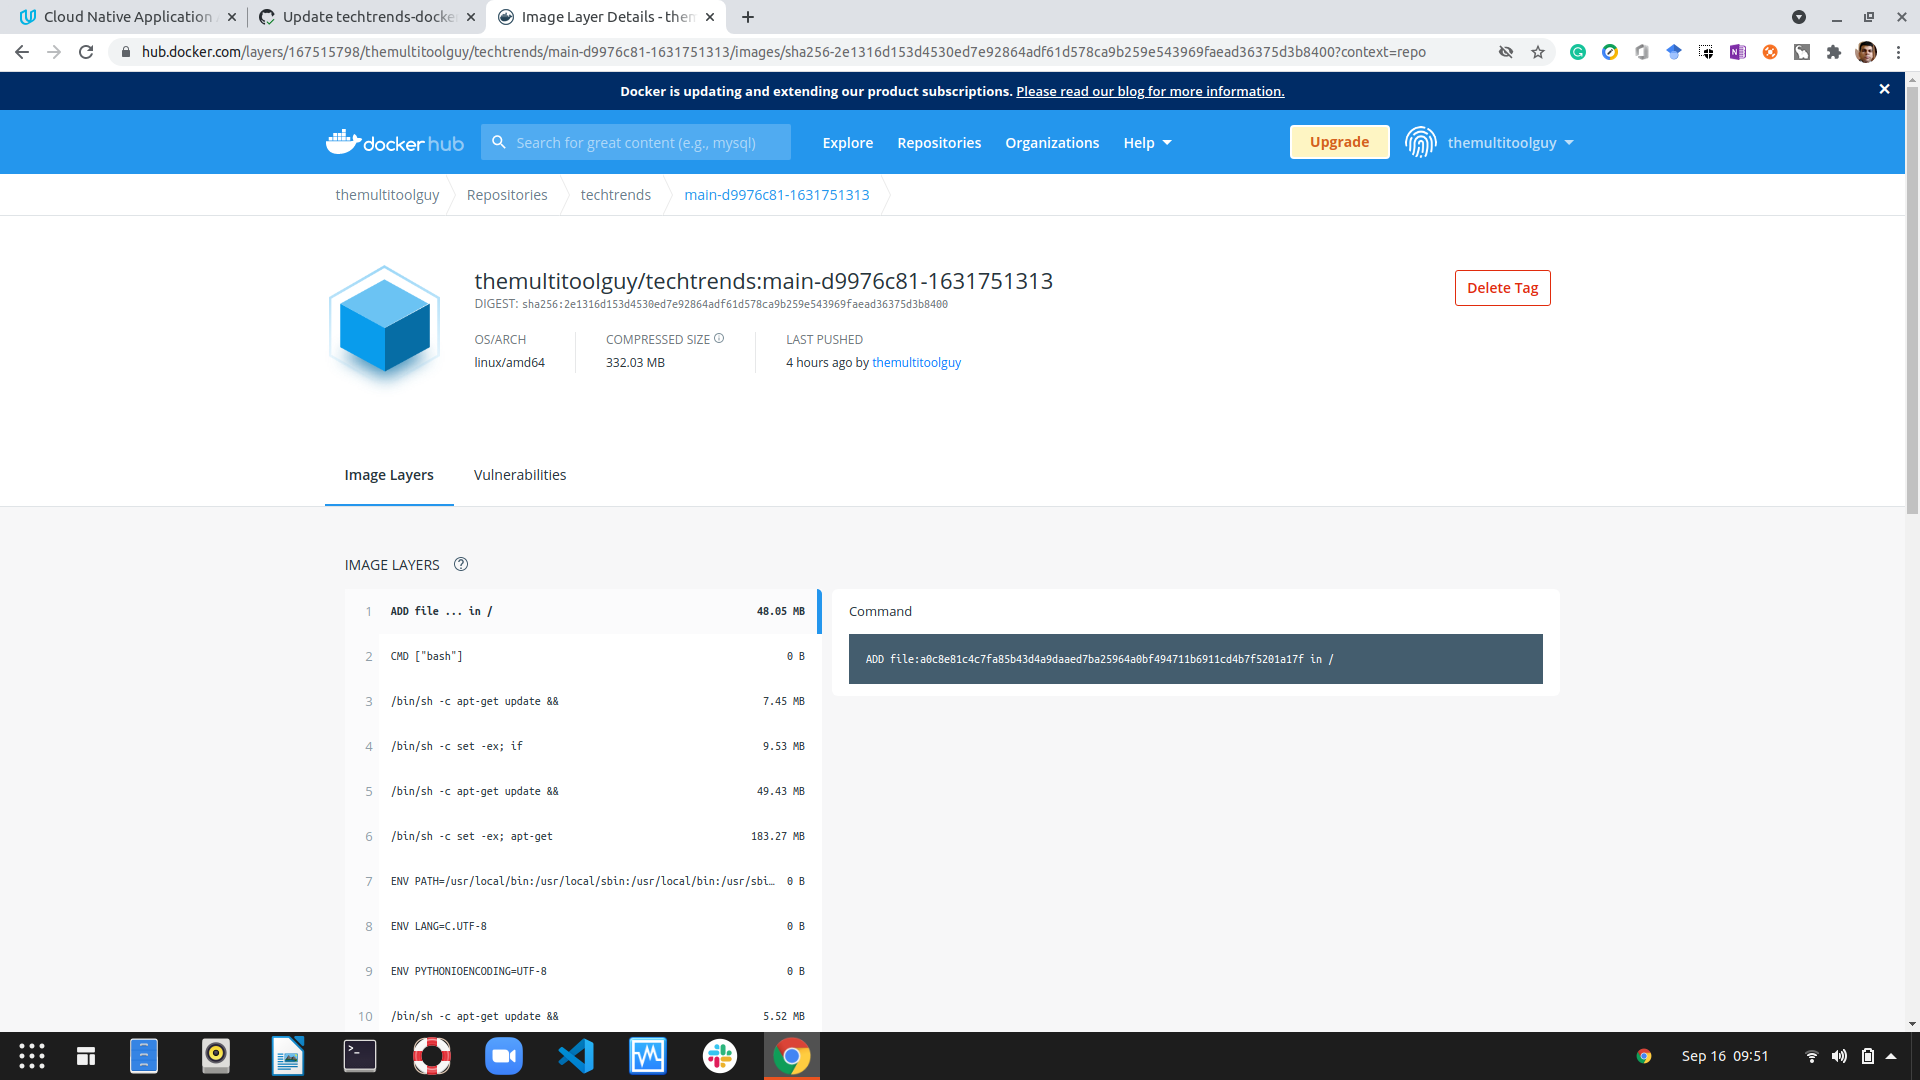 Cloud Native Application
Update techtrends-docke
Image Layer Details - them
hub.docker.com/layers/167515798/themultitoolguy/techtrends/main-d9976c81-1631751313/images/sha256-2e1316d153d4530ed7e92864adf61d578ca9b259e543969faead36375d3b8400?context=repo
Docker is updating and extending our product subscriptions. Please read our blog for more information.
docker hub
Search for great content (e.g., mysql)
Explore
Repositories
Organizations
Help
Upgrade
themultitoolguy
themultitoolguy
Repositories
techtrends
main-d9976c81-1631751313
themultitoolguy/techtrends:main-d9976c81-1631751313
DIGEST: sha256:2e1316d153d4530ed7e92864adf61d578ca9b259e543969faead36375d3b8400
Delete Tag
OS/ARCH
linux/amd64
COMPRESSED SIZE
332.03 MB
LAST PUSHED
4 hours ago by themultitoolguy
Image Layers
Vulnerabilities
IMAGE LAYERS
1 ADD file ... in / 48.05 MB
2 CMD ["bash"] 0 B
3 /bin/sh -c apt-get update && 7.45 MB
4 /bin/sh -c set -ex; if 9.53 MB
5 /bin/sh -c apt-get update && 49.43 MB
6 /bin/sh -c set -ex; apt-get 183.27 MB
7 ENV PATH=/usr/local/bin:/usr/local/sbin:/usr/local/bin:/usr/sbi... 0 B
8 ENV LANG=C.UTF-8 0 B
9 ENV PYTHONIOENCODING=UTF-8 0 B
10 /bin/sh -c apt-get update && 5.52 MB
Command
ADD file:a0c8e81c4c7fa85b43d4a9daaed7ba25964a0bf494711b6911cd4b7f5201a17f in /
Sep 16 09:51